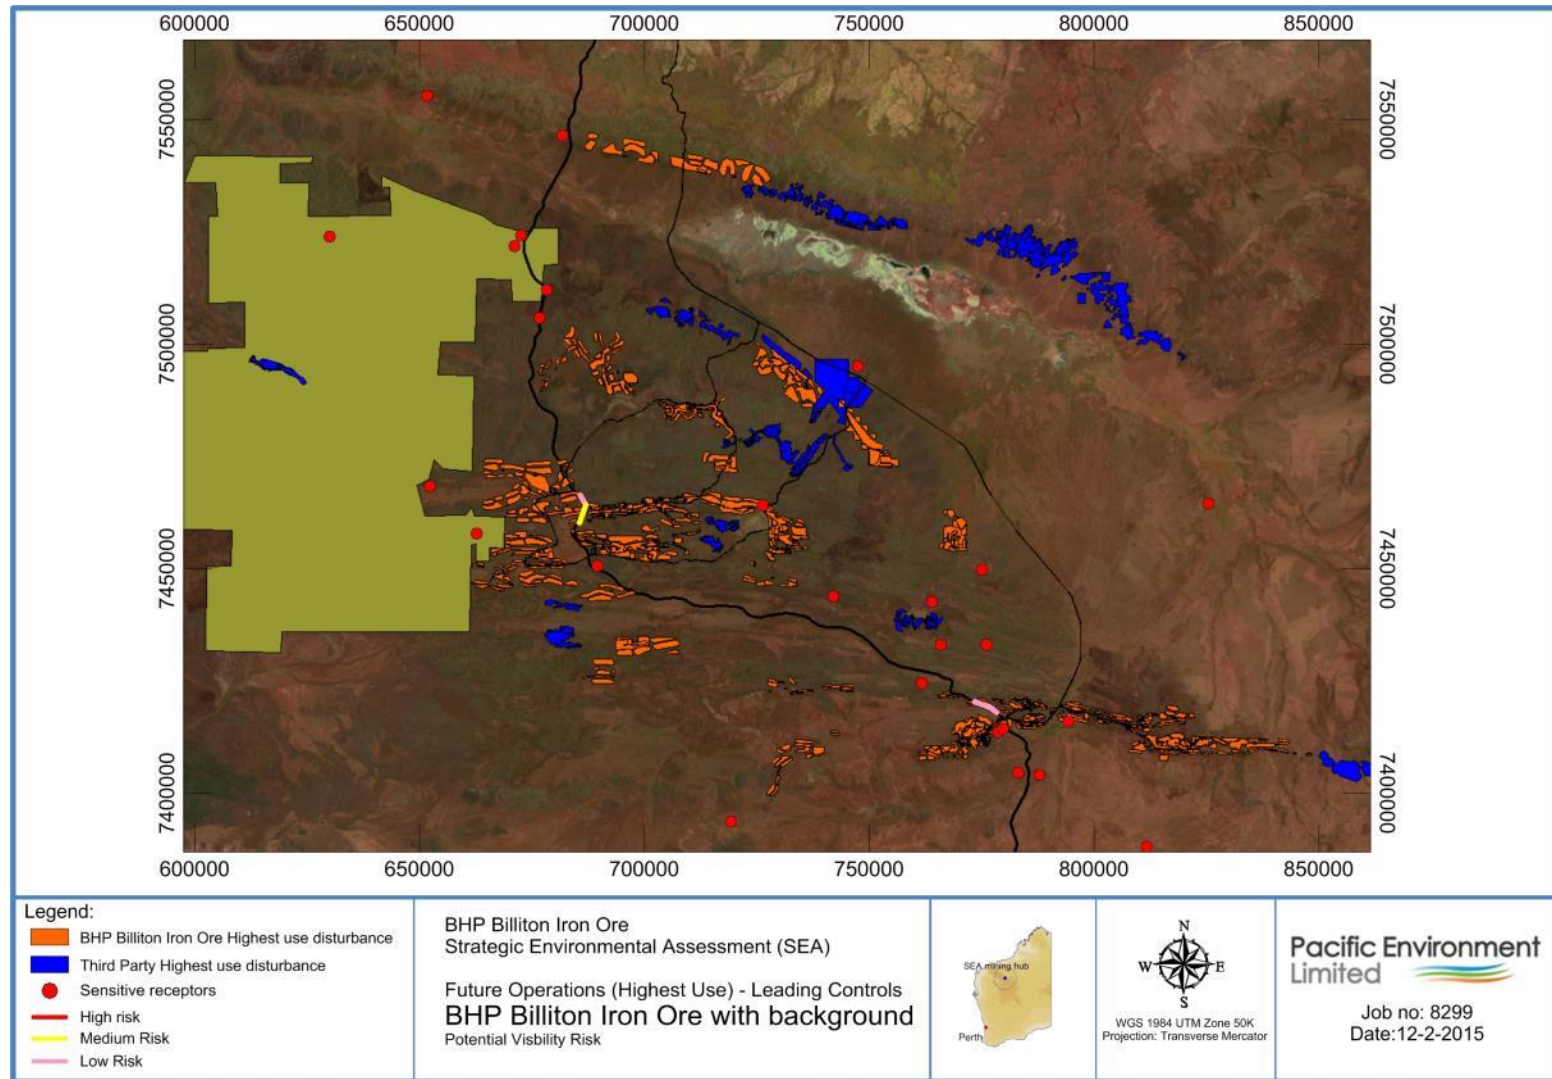 600000 650000 700000 750000 800000 850000
7550000
7500000
7450000
7400000
7550000
7500000
7450000
7400000
600000 650000 700000 750000 800000 850000
Legend:
BHP Billiton Iron Ore Highest use disturbance
Third Party Highest use disturbance
Sensitive receptors
High risk
Medium Risk
Low Risk
BHP Billiton Iron Ore
Strategic Environmental Assessment (SEA)
Future Operations (Highest Use) - Leading Controls
BHP Billiton Iron Ore with background
Potential Visbility Risk
SEA mining hub
Perth
N
W E
S
WGS 1984 UTM Zone 50K
Projection: Transverse Mercator
Pacific Environment
Limited
Job no: 8299
Date:12-2-2015